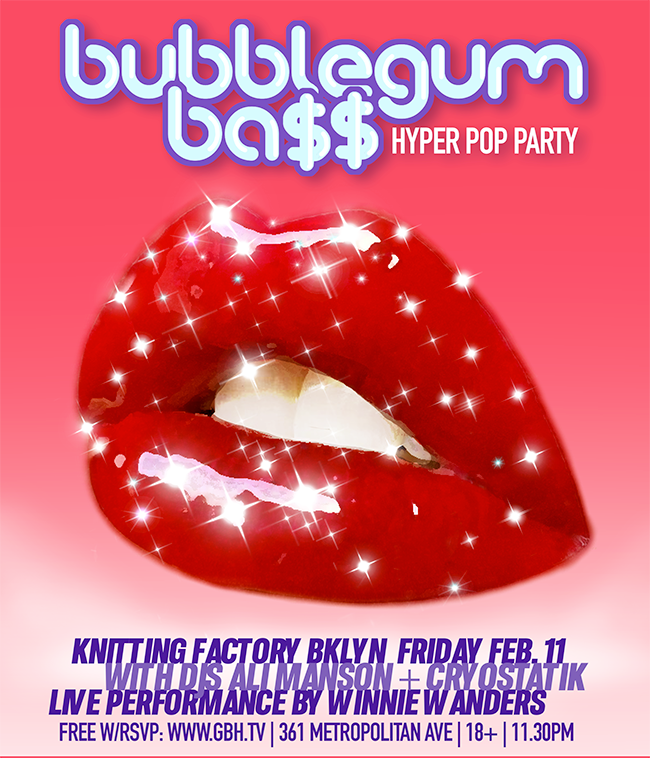 bubblegum
ba$$ HYPER POP PARTY
KNITTING FACTORY BKLYN FRIDAY FEB. 11
WITH DJS ALI MANSON + CRYOSTATIK
LIVE PERFORMANCE BY WINNIE WANDERS
FREE W/RSVP: WWW.GBH.TV | 361 METROPOLITAN AVE | 18+ | 11.30PM